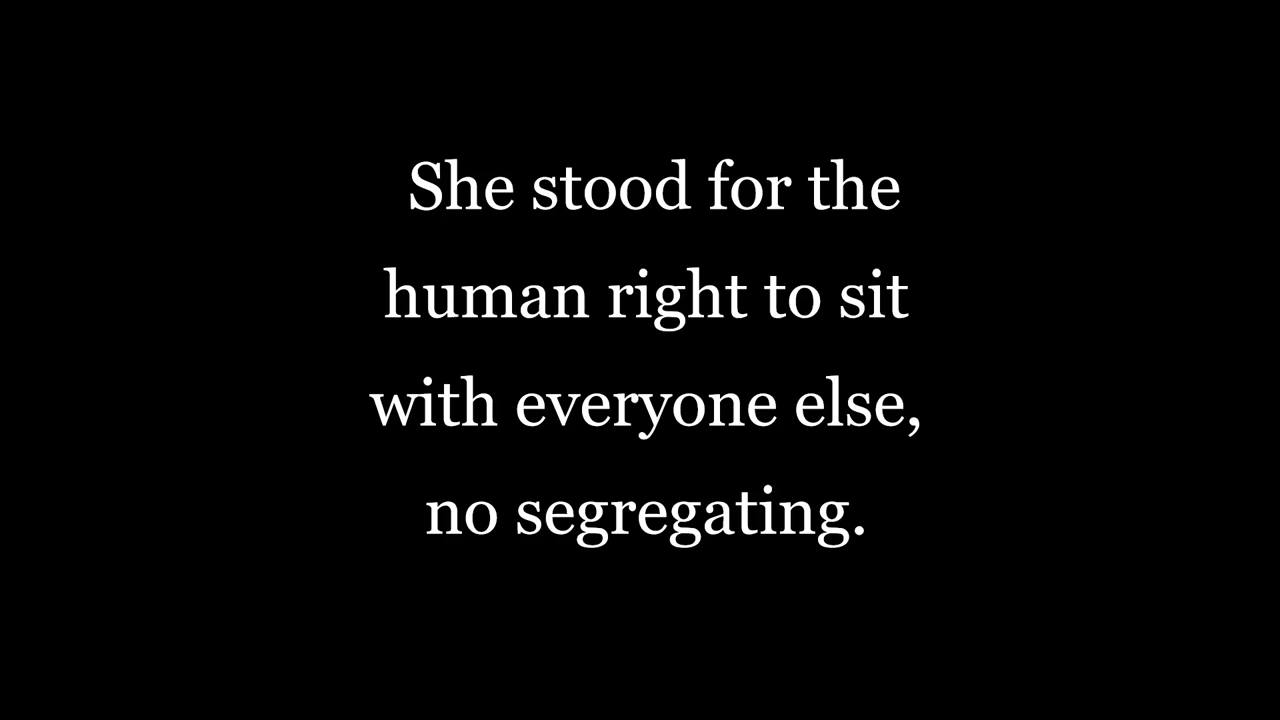 She stood for the
human right to sit
with everyone else,
no segregating.